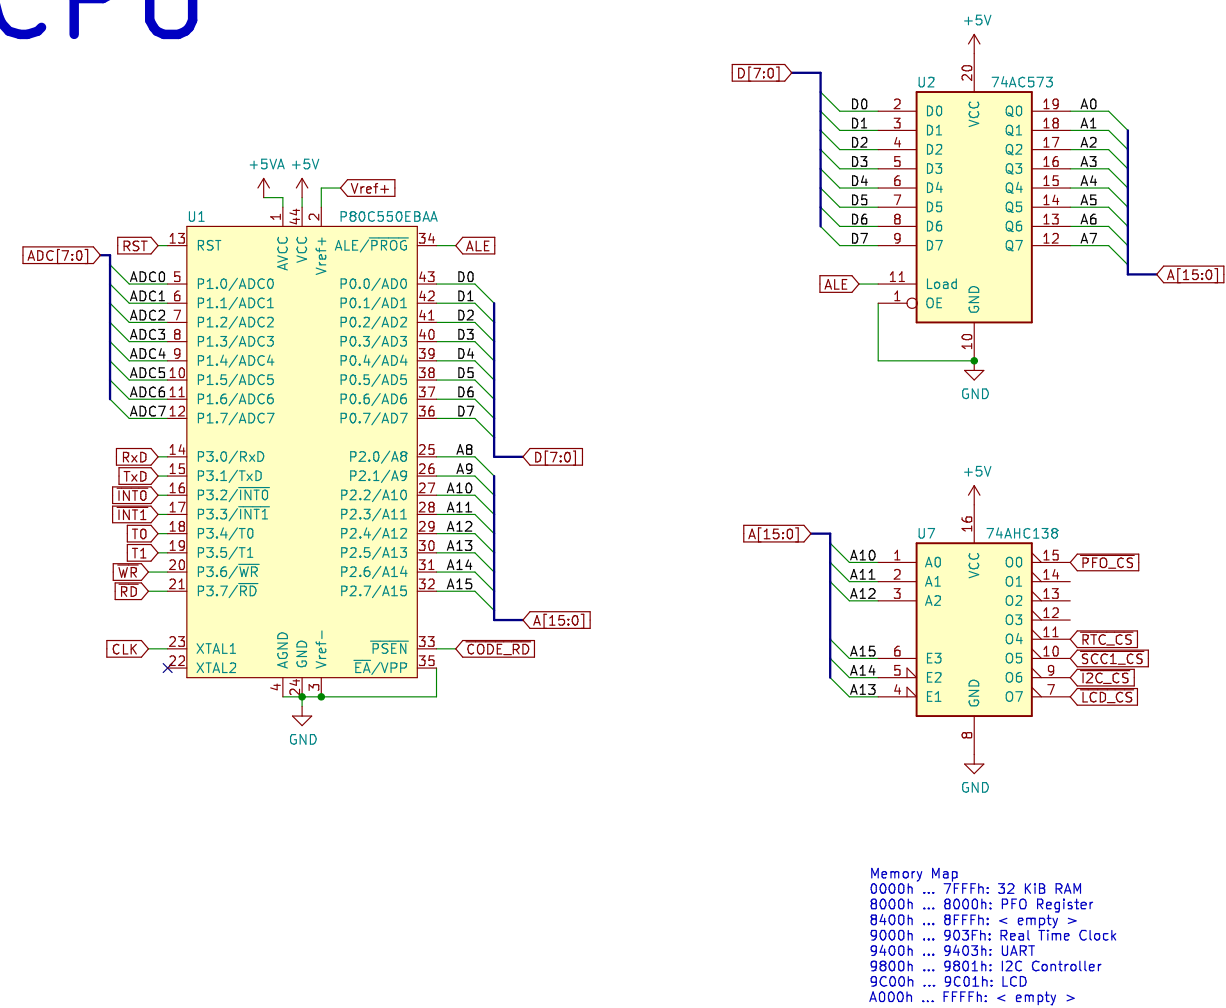 CPU
+5V
D[7:0]
U2
74AC573
20
VCC
D0 2 D0 Q0 19 A0
D1 3 D1 Q1 18 A1
D2 4 D2 Q2 17 A2
D3 5 D3 Q3 16 A3
D4 6 D4 Q4 15 A4
D5 7 D5 Q5 14 A5
D6 8 D6 Q6 13 A6
D7 9 D7 Q7 12 A7
ALE 11 Load
1 OE
GND
10
GND
A[15:0]
+5VA +5V
Vref+
U1
1 44 2
P80C550EBAA
AVCC VCC Vref+
RST 13 RST ALE/PROG 34 ALE
ADC[7:0]
ADC0 5 P1.0/ADC0 P0.0/AD0 43 D0
ADC1 6 P1.1/ADC1 P0.1/AD1 42 D1
ADC2 7 P1.2/ADC2 P0.2/AD2 41 D2
ADC3 8 P1.3/ADC3 P0.3/AD3 40 D3
ADC4 9 P1.4/ADC4 P0.4/AD4 39 D4
ADC5 10 P1.5/ADC5 P0.5/AD5 38 D5
ADC6 11 P1.6/ADC6 P0.6/AD6 37 D6
ADC7 12 P1.7/ADC7 P0.7/AD7 36 D7
D[7:0]
RxD 14 P3.0/RxD P2.0/A8 25 A8
TxD 15 P3.1/TxD P2.1/A9 26 A9
INT0 16 P3.2/INT0 P2.2/A10 27 A10
INT1 17 P3.3/INT1 P2.3/A11 28 A11
T0 18 P3.4/T0 P2.4/A12 29 A12
T1 19 P3.5/T1 P2.5/A13 30 A13
WR 20 P3.6/WR P2.6/A14 31 A14
RD 21 P3.7/RD P2.7/A15 32 A15
A[15:0]
CLK 23 XTAL1 PSEN 33 CODE_RD
22 XTAL2 EA/VPP 35
AGND GND Vref-
4 24 3
GND
+5V
A[15:0]
U7
74AHC138
16
VCC
A10 1 A0 O0 15 PFO_CS
A11 2 A1 O1 14
A12 3 A2 O2 13
O3 12
O4 11 RTC_CS
A15 6 E3 O5 10 SCC1_CS
A14 5 E2 O6 9 I2C_CS
A13 4 E1 O7 7 LCD_CS
GND
8
GND
Memory Map
0000h ... 7FFFh: 32 KiB RAM
8000h ... 8000h: PFO Register
8400h ... 8FFFh: < empty >
9000h ... 903Fh: Real Time Clock
9400h ... 9403h: UART
9800h ... 9801h: I2C Controller
9C00h ... 9C01h: LCD
A000h ... FFFFh: < empty >